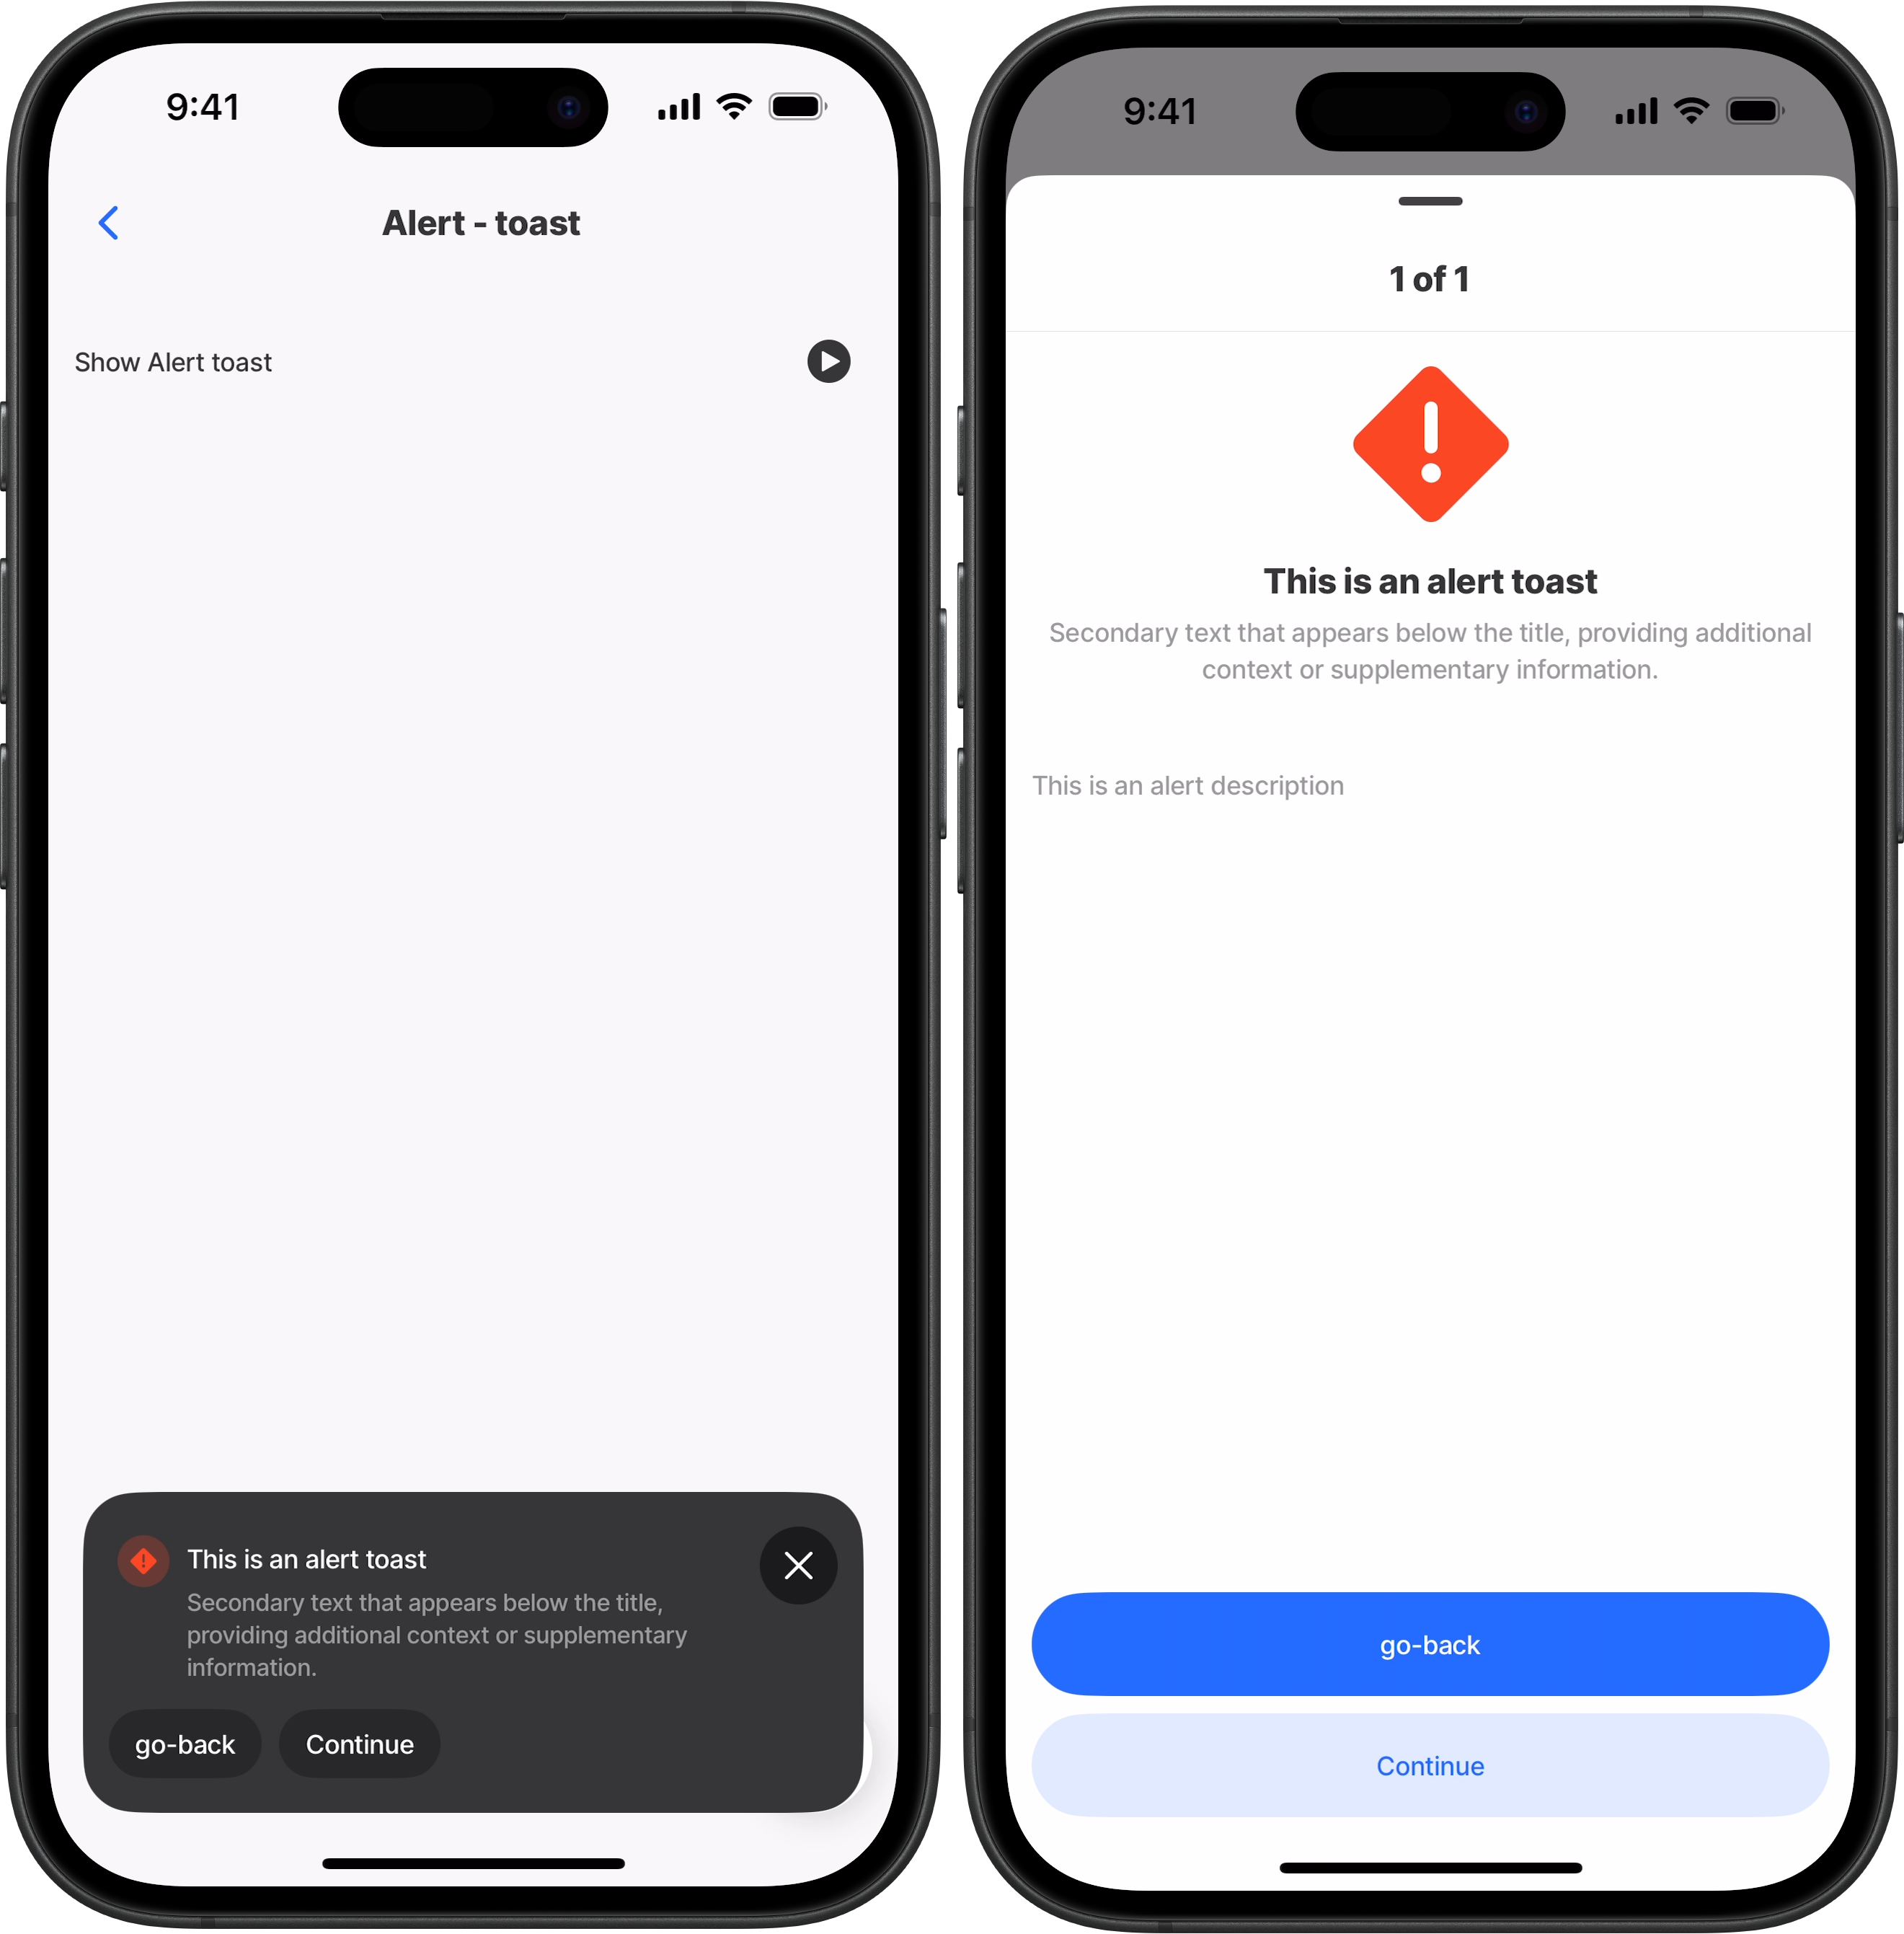 9:41
Alert - toast
Show Alert toast
This is an alert toast
Secondary text that appears below the title,
providing additional context or supplementary
information.
go-back
Continue
9:41
1 of 1
This is an alert toast
Secondary text that appears below the title, providing additional
context or supplementary information.
This is an alert description
go-back
Continue